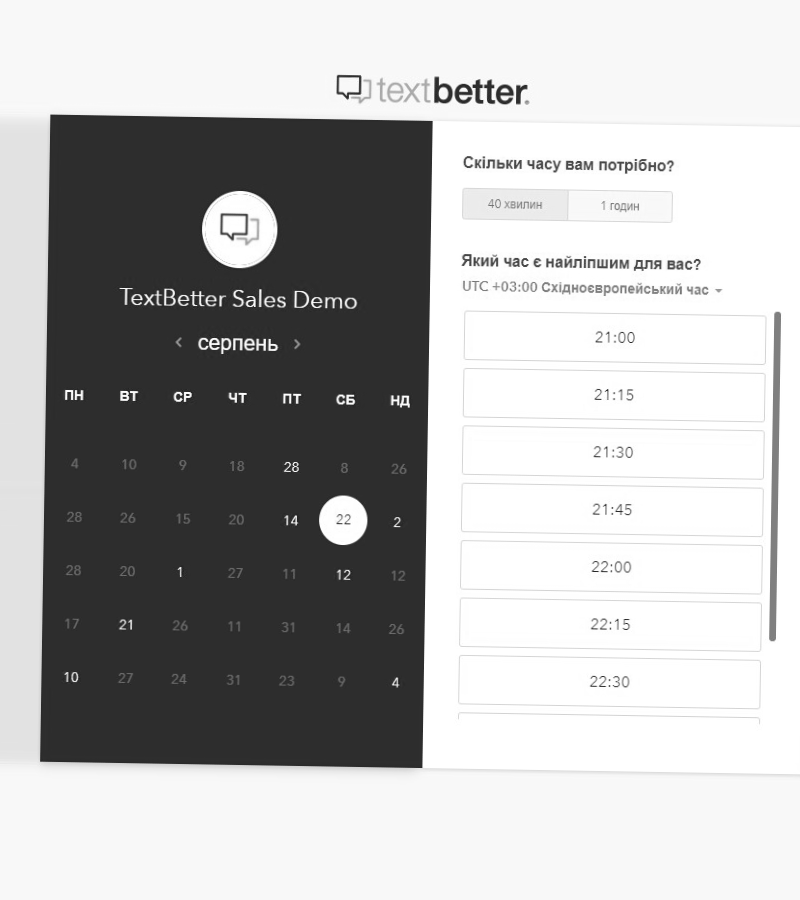 textbetter.
TextBetter Sales Demo
серпень
ПН ВТ СР ЧТ ПТ СБ НД
4 10 9 18 28 8 26
28 26 15 20 14 22 2
28 20 1 27 11 12 12
17 21 26 11 31 14 26
10 27 24 31 23 9 4
Скільки часу вам потрібно?
40 хвилин 1 годин
Який час є найліпшим для вас?
UTC +03:00 Східноєвропейський час
21:00
21:15
21:30
21:45
22:00
22:15
22:30